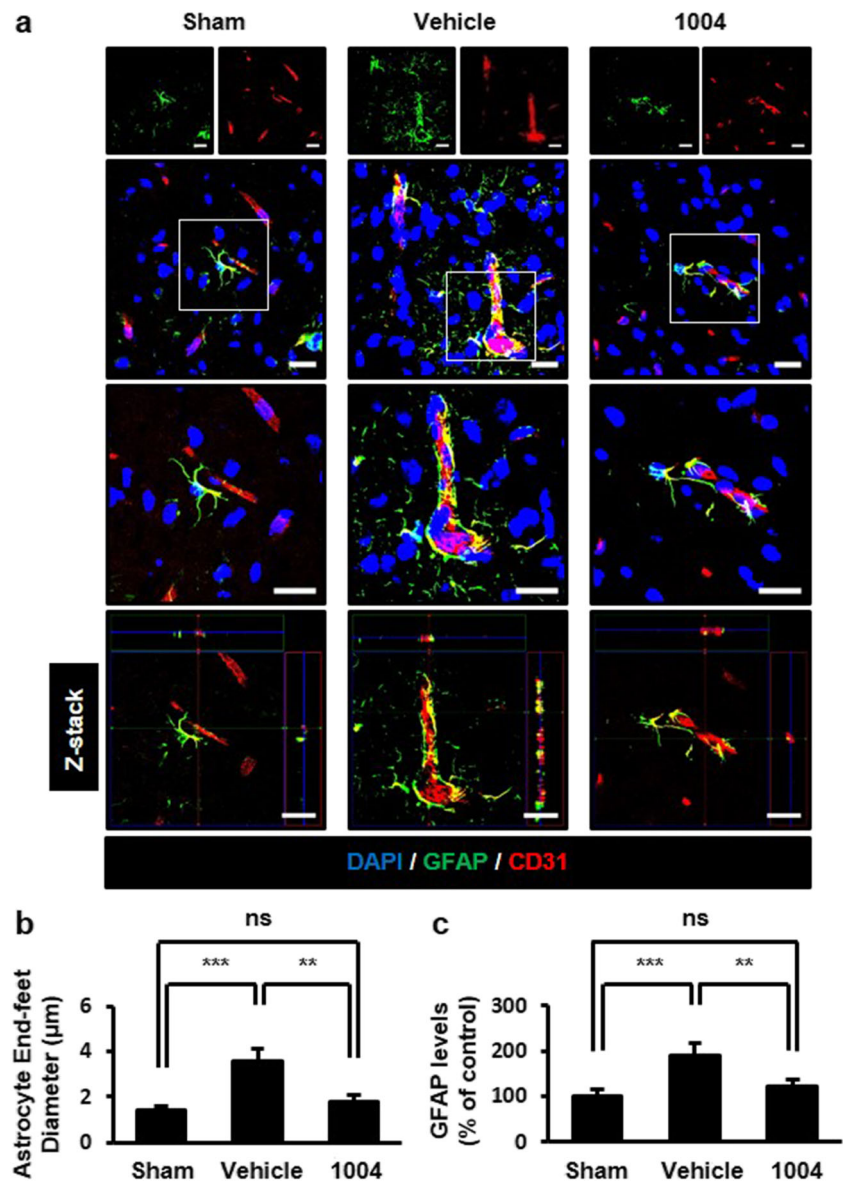 a
Sham Vehicle 1004
Z-stack
DAPI / GFAP / CD31
b
ns
*** **
Astrocyte End-feet
Diameter (μm)
6
4
2
0
Sham Vehicle 1004
c
ns
*** **
GFAP levels
(% of control)
300
200
100
0
Sham Vehicle 1004